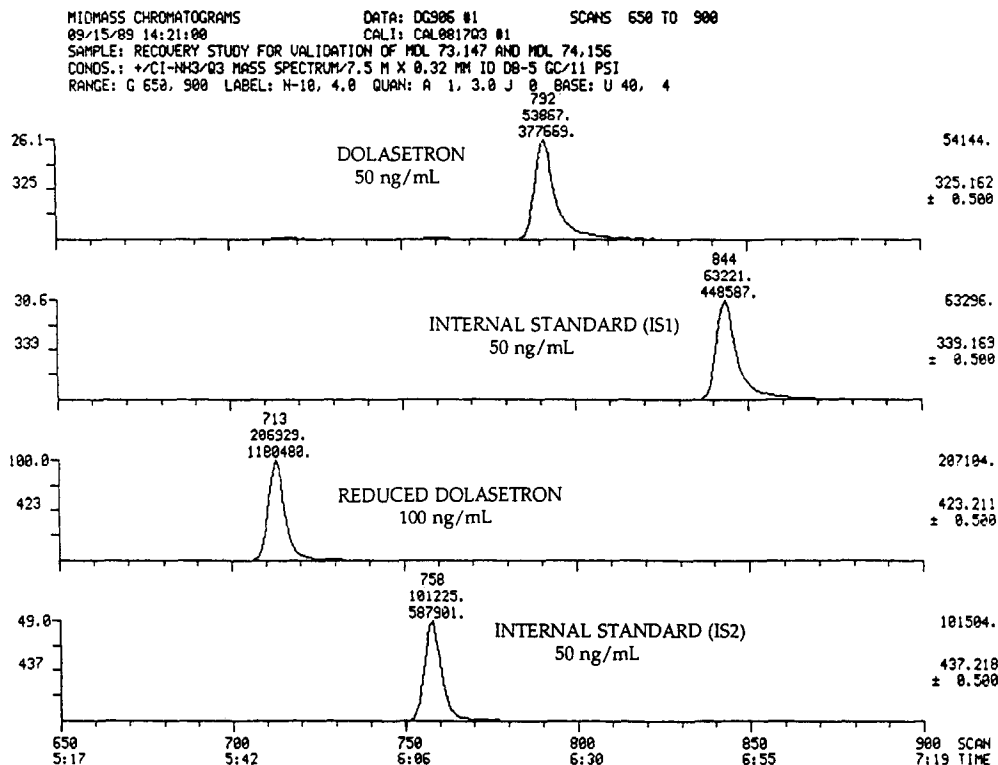 MIDMASS CHROMATOGRAMS DATA: DG906 #1 SCANS 650 TO 900
09/15/89 14:21:00 CALI: CAL0817Q3 #1
SAMPLE: RECOVERY STUDY FOR VALIDATION OF MDL 73,147 AND MDL 74,156
CONDS.: +/CI-NH3/Q3 MASS SPECTRUM/7.5 M X 0.32 MM ID DB-5 GC/11 PSI
RANGE: G 650, 900 LABEL: N-10, 4.0 QUAN: A 1, 3.0 J 0 BASE: U 40, 4
792
53867.
377669.
26.1
54144.
DOLASETRON
50 ng/mL
325
325.162
± 0.500
844
63221.
448587.
30.6
63296.
INTERNAL STANDARD (IS1)
50 ng/mL
333
339.163
± 0.500
713
206929.
1180480.
100.0
207104.
REDUCED DOLASETRON
100 ng/mL
423
423.211
± 0.500
758
101225.
587901.
49.0
101504.
INTERNAL STANDARD (IS2)
50 ng/mL
437
437.218
± 0.500
650 700 750 800 850 900 SCAN
5:17 5:42 6:06 6:30 6:55 7:19 TIME